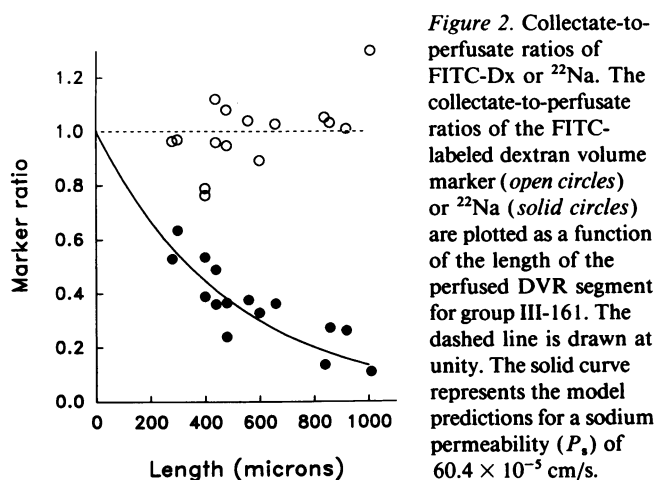 Figure 2. Collectate-to-
perfusate ratios of
FITC-Dx or ²²Na. The
collectate-to-perfusate
ratios of the FITC-
labeled dextran volume
marker (open circles)
or ²²Na (solid circles)
are plotted as a function
of the length of the
perfused DVR segment
for group III-161. The
dashed line is drawn at
unity. The solid curve
represents the model
predictions for a sodium
permeability (Pₛ) of
60.4 × 10⁻⁵ cm/s.
Marker ratio
1.2
1.0
0.8
0.6
0.4
0.2
0.0
0 200 400 600 800 1000
Length (microns)